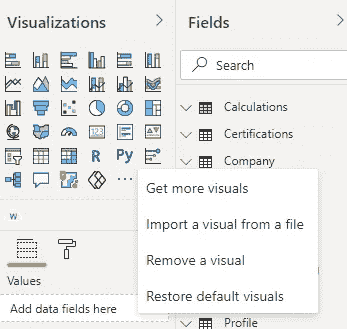 Visualizations
Fields
Search
Calculations
Certifications
Company
123
R
Py
Get more visuals
Import a visual from a file
Remove a visual
Restore default visuals
W
Values
Add data fields here
Profile